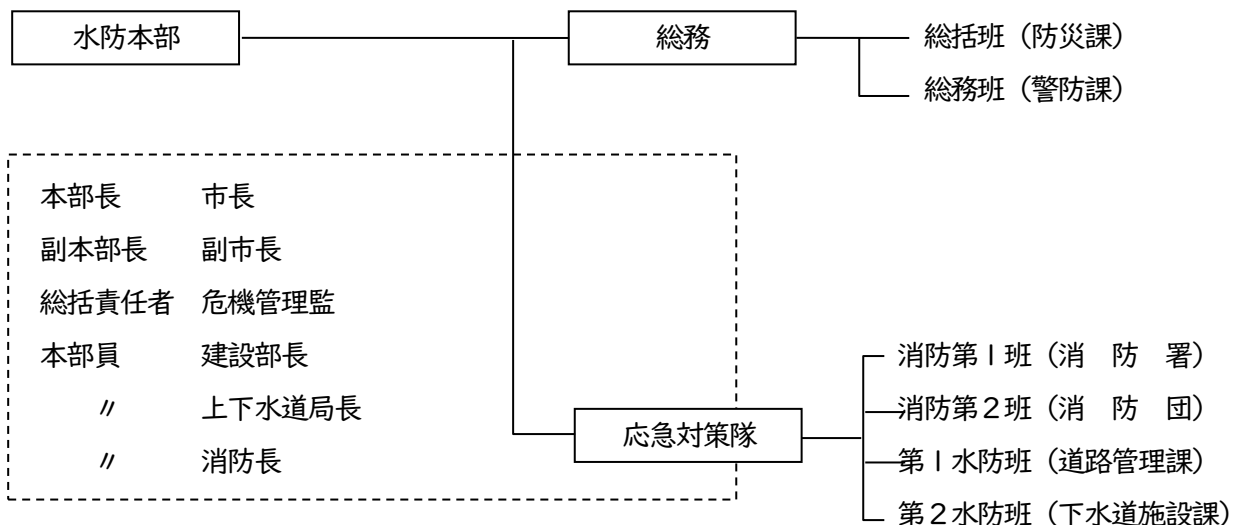 水防本部
総務
総括班（防災課）
総務班（警防課）
本部長 市長
副本部長 副市長
総括責任者 危機管理監
本部員 建設部長
〃 上下水道局長
〃 消防長
応急対策隊
消防第１班（消　防　署）
消防第２班（消　防　団）
第１水防班（道路管理課）
第２水防班（下水道施設課）